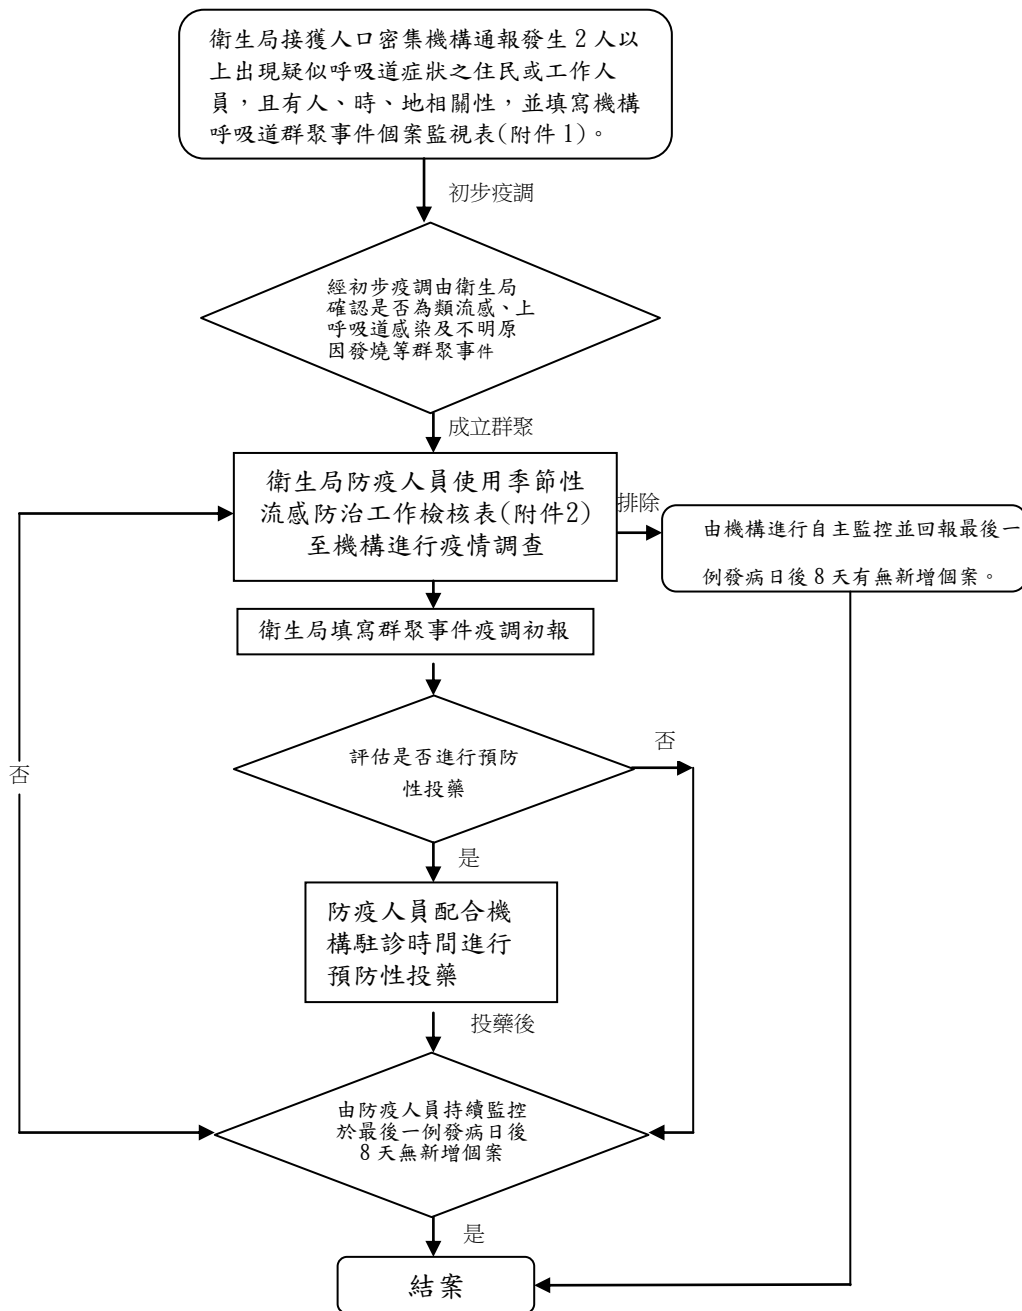 衛生局接獲人口密集機構通報發生 2 人以
上出現疑似呼吸道症狀之住民或工作人
員，且有人、時、地相關性，並填寫機構
呼吸道群聚事件個案監視表(附件 1)。
初步疫調
經初步疫調由衛生局
確認是否為類流感、上
呼吸道感染及不明原
因發燒等群聚事件
成立群聚
衛生局防疫人員使用季節性
流感防治工作檢核表(附件2)
至機構進行疫情調查
排除
由機構進行自主監控並回報最後一
例發病日後 8 天有無新增個案。
衛生局填寫群聚事件疫調初報
評估是否進行預防
性投藥
否
否
是
防疫人員配合機
構駐診時間進行
預防性投藥
投藥後
由防疫人員持續監控
於最後一例發病日後
8 天無新增個案
是
結案